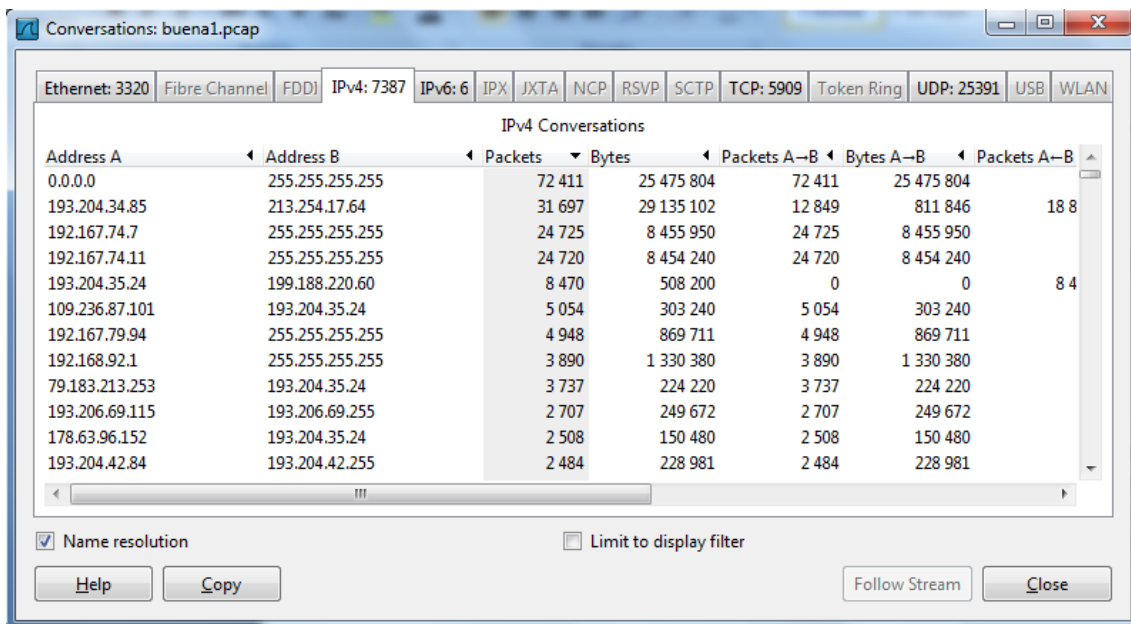 Conversations: buena1.pcap
Ethernet: 3320 Fibre Channel FDDI IPv4: 7387 IPv6: 6 IPX JXTA NCP RSVP SCTP TCP: 5909 Token Ring UDP: 25391 USB WLAN
IPv4 Conversations
Address A Address B Packets Bytes Packets A→B Bytes A→B Packets A←B
0.0.0.0 255.255.255.255 72 411 25 475 804 72 411 25 475 804
193.204.34.85 213.254.17.64 31 697 29 135 102 12 849 811 846 18 8
192.167.74.7 255.255.255.255 24 725 8 455 950 24 725 8 455 950
192.167.74.11 255.255.255.255 24 720 8 454 240 24 720 8 454 240
193.204.35.24 199.188.220.60 8 470 508 200 0 0 8 4
109.236.87.101 193.204.35.24 5 054 303 240 5 054 303 240
192.167.79.94 255.255.255.255 4 948 869 711 4 948 869 711
192.168.92.1 255.255.255.255 3 890 1 330 380 3 890 1 330 380
79.183.213.253 193.204.35.24 3 737 224 220 3 737 224 220
193.206.69.115 193.206.69.255 2 707 249 672 2 707 249 672
178.63.96.152 193.204.35.24 2 508 150 480 2 508 150 480
193.204.42.84 193.204.42.255 2 484 228 981 2 484 228 981
Name resolution Limit to display filter
Help Copy Follow Stream Close